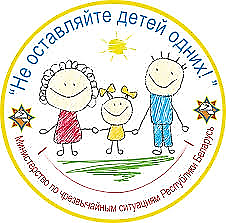 "Не оставляйте детей одних!"
Министерство по чрезвычайным ситуациям Республики Беларусь